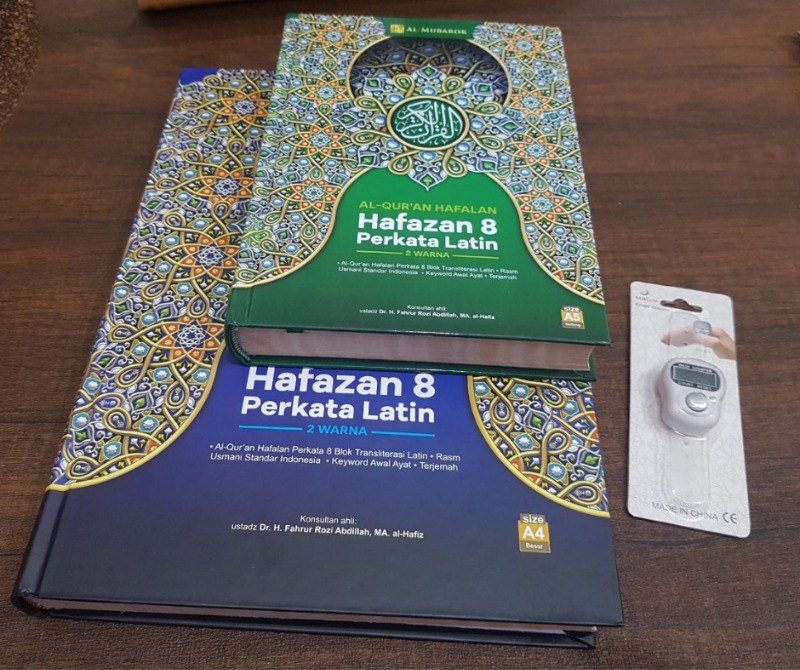 AL-MUBAROK
القرآن الكريم
AL-QUR'AN HAFALAN
Hafazan 8
Perkata Latin
2 WARNA
• Al-Qur'an Hafalan Perkata 8 Blok Transliterasi Latin • Rasm
Usmani Standar Indonesia • Keyword Awal Ayat • Terjemah
Konsultan ahli:
ustadz Dr. H. Fahrur Rozi Abdillah, MA. al-Hafiz
size
A5
Sedang
Hafazan 8
Perkata Latin
2 WARNA
• Al-Qur'an Hafalan Perkata 8 Blok Transliterasi Latin • Rasm
Usmani Standar Indonesia • Keyword Awal Ayat • Terjemah
Konsultan ahli:
ustadz Dr. H. Fahrur Rozi Abdillah, MA. al-Hafiz
size
A4
Besar
MADE IN CHINA CE